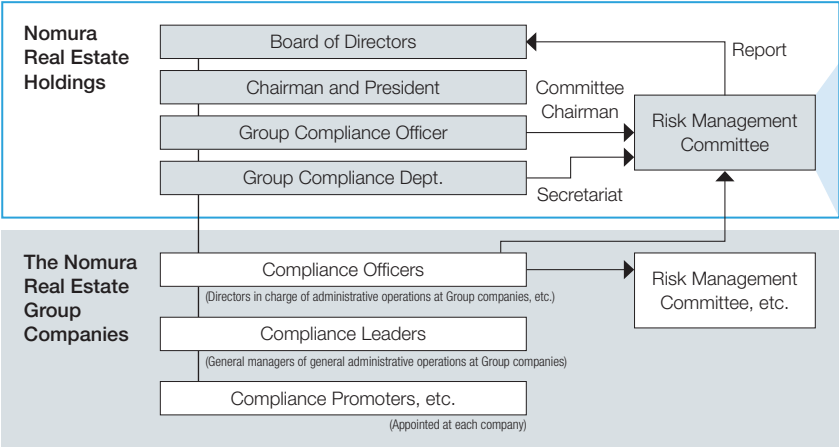 Nomura
Real Estate
Holdings
Board of Directors
Chairman and President
Group Compliance Officer
Group Compliance Dept.
Report
Committee
Chairman
Secretariat
Risk Management
Committee
The Nomura
Real Estate
Group
Companies
Compliance Officers
(Directors in charge of administrative operations at Group companies, etc.)
Compliance Leaders
(General managers of general administrative operations at Group companies)
Compliance Promoters, etc.
(Appointed at each company)
Risk Management
Committee, etc.